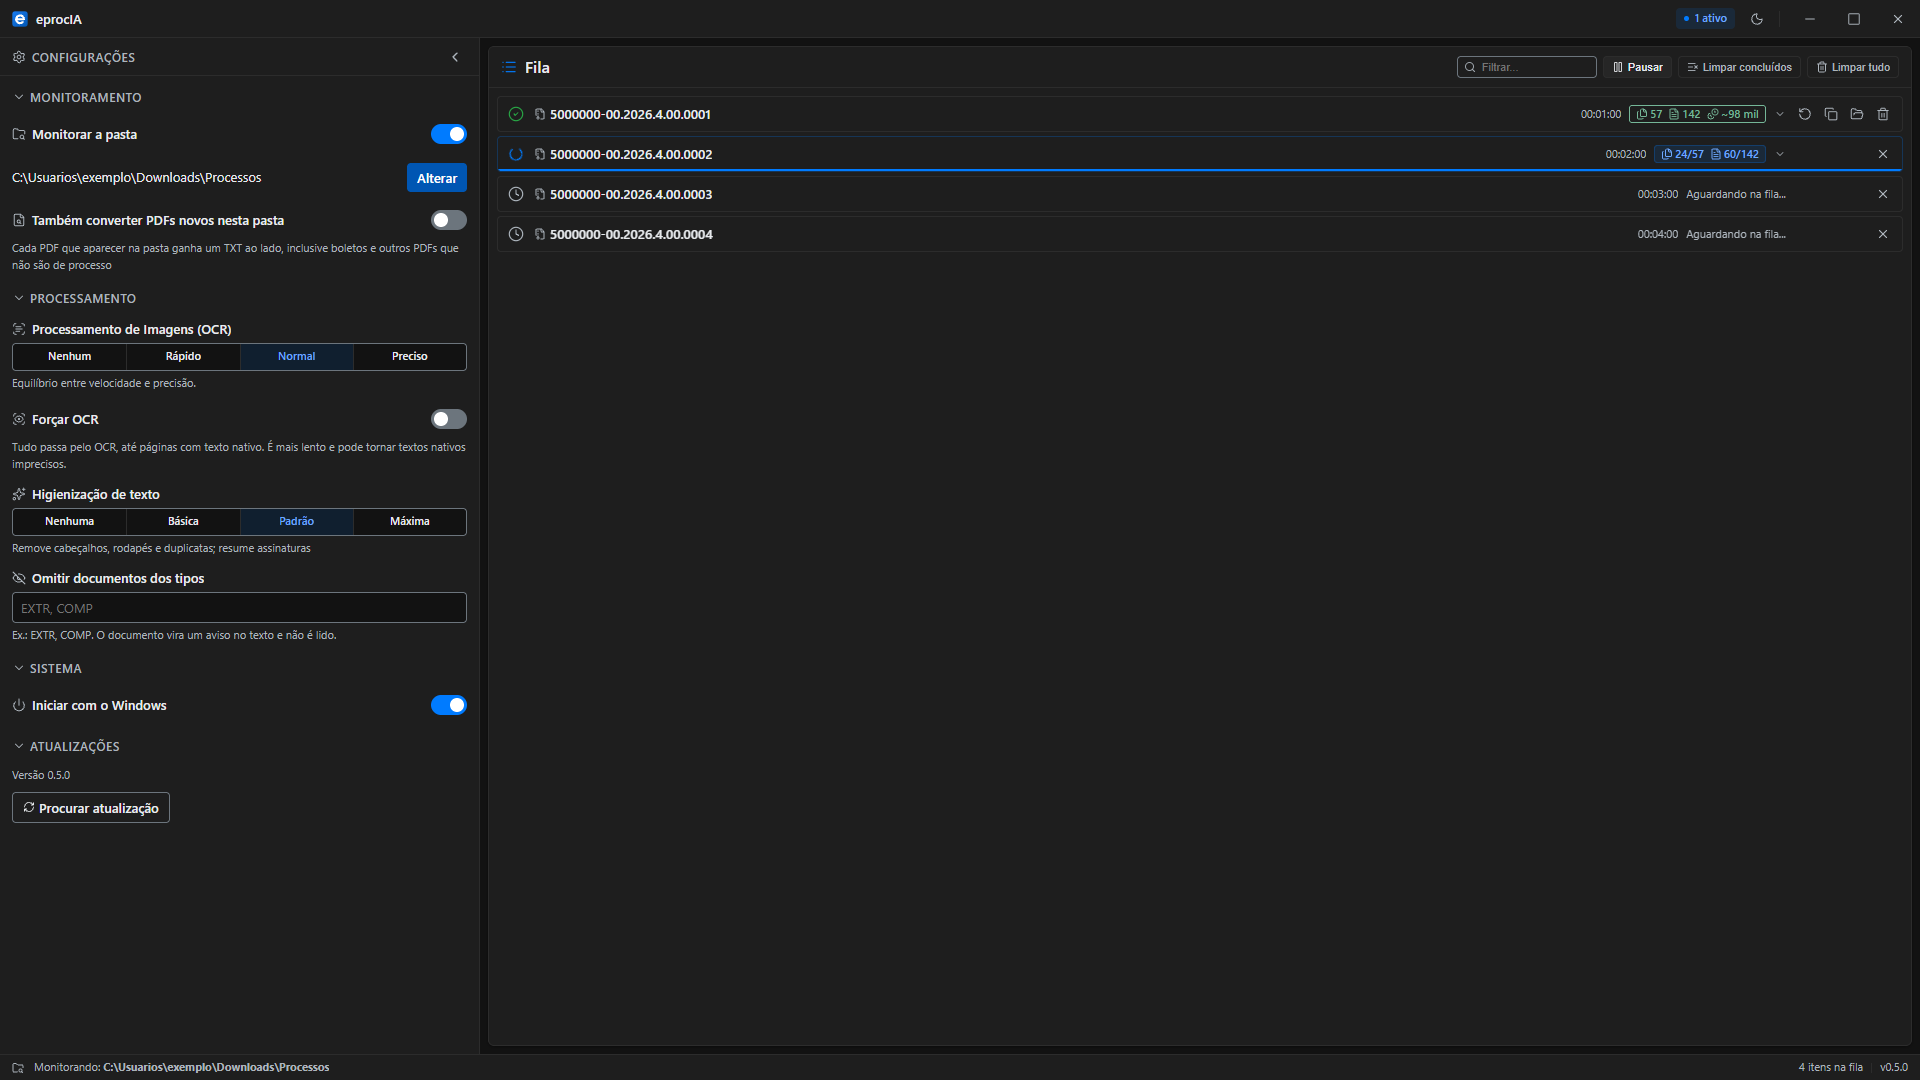 eprocIA
1 ativo
CONFIGURAÇÕES
MONITORAMENTO
Monitorar a pasta
C:\Usuarios\exemplo\Downloads\Processos
Alterar
Também converter PDFs novos nesta pasta
Cada PDF que aparecer na pasta ganha um TXT ao lado, inclusive boletos e outros PDFs que
não são de processo
PROCESSAMENTO
Processamento de Imagens (OCR)
Nenhum Rápido Normal Preciso
Equilíbrio entre velocidade e precisão.
Forçar OCR
Tudo passa pelo OCR, até páginas com texto nativo. É mais lento e pode tornar textos nativos
imprecisos.
Higienização de texto
Nenhuma Básica Padrão Máxima
Remove cabeçalhos, rodapés e duplicatas; resume assinaturas
Omitir documentos dos tipos
EXTR, COMP
Ex.: EXTR, COMP. O documento vira um aviso no texto e não é lido.
SISTEMA
Iniciar com o Windows
ATUALIZAÇÕES
Versão 0.5.0
Procurar atualização
Fila
Filtrar... Pausar Limpar concluídos Limpar tudo
5000000-00.2026.4.00.0001 00:01:00 57 142 ~98 mil
5000000-00.2026.4.00.0002 00:02:00 24/57 60/142
5000000-00.2026.4.00.0003 00:03:00 Aguardando na fila...
5000000-00.2026.4.00.0004 00:04:00 Aguardando na fila...
Monitorando: C:\Usuarios\exemplo\Downloads\Processos
4 itens na fila v0.5.0